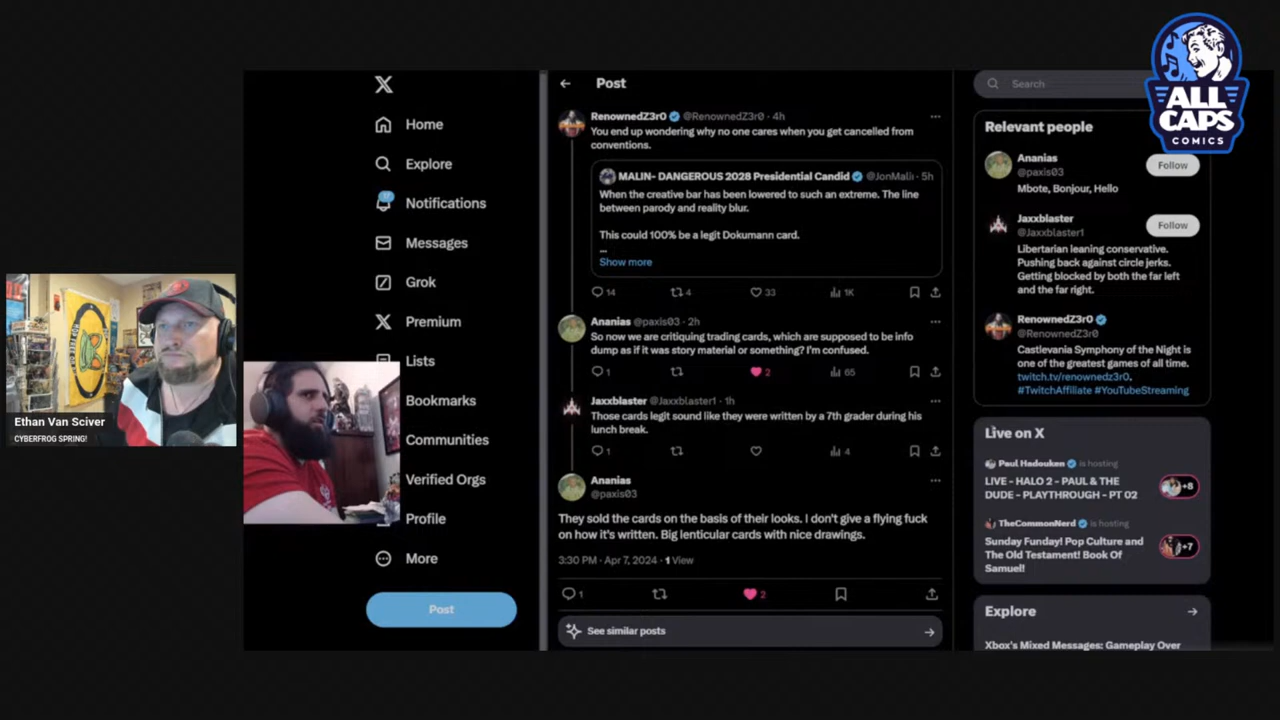 ALL
CAPS
COMICS
Home
Explore
Notifications
Messages
Grok
Premium
Lists
Bookmarks
Communities
Verified Orgs
Profile
More
Post
Ethan Van Sciver
CYBERFROG SPRING!
Post
RenownedZ3r0 @RenownedZ3r0 · 4h
You end up wondering why no one cares when you get cancelled from
conventions.
MALIN- DANGEROUS 2028 Presidential Candid @JonMali · 5h
When the creative bar has been lowered to such an extreme. The line
between parody and reality blur.
This could 100% be a legit Dokumann card.
...
Show more
14 4 33 1K
Ananias @paxis03 · 2h
So now we are critiquing trading cards, which are supposed to be info
dump as if it was story material or something? I'm confused.
1 2 65
Jaxxblaster @Jaxxblaster1 · 1h
Those cards legit sound like they were written by a 7th grader during his
lunch break.
1 4
Ananias
@paxis03
They sold the cards on the basis of their looks. I don't give a flying fuck
on how it's written. Big lenticular cards with nice drawings.
3:30 PM · Apr 7, 2024 · 1 View
1 2
See similar posts
Search
Relevant people
Ananias
@paxis03
Follow
Mbote, Bonjour, Hello
Jaxxblaster
@Jaxxblaster1
Follow
Libertarian leaning conservative.
Pushing back against circle jerks.
Getting blocked by both the far left
and the far right.
RenownedZ3r0
@RenownedZ3r0
Castlevania Symphony of the Night is
one of the greatest games of all time.
twitch.tv/renownedz3r0.
#TwitchAffiliate #YouTubeStreaming
Live on X
Paul Hadouken is hosting
LIVE - HALO 2 - PAUL & THE
DUDE - PLAYTHROUGH - PT 02
+8
TheCommonNerd is hosting
Sunday Funday! Pop Culture and
The Old Testament! Book Of
Samuel!
+7
Explore
Xbox's Mixed Messages: Gameplay Over